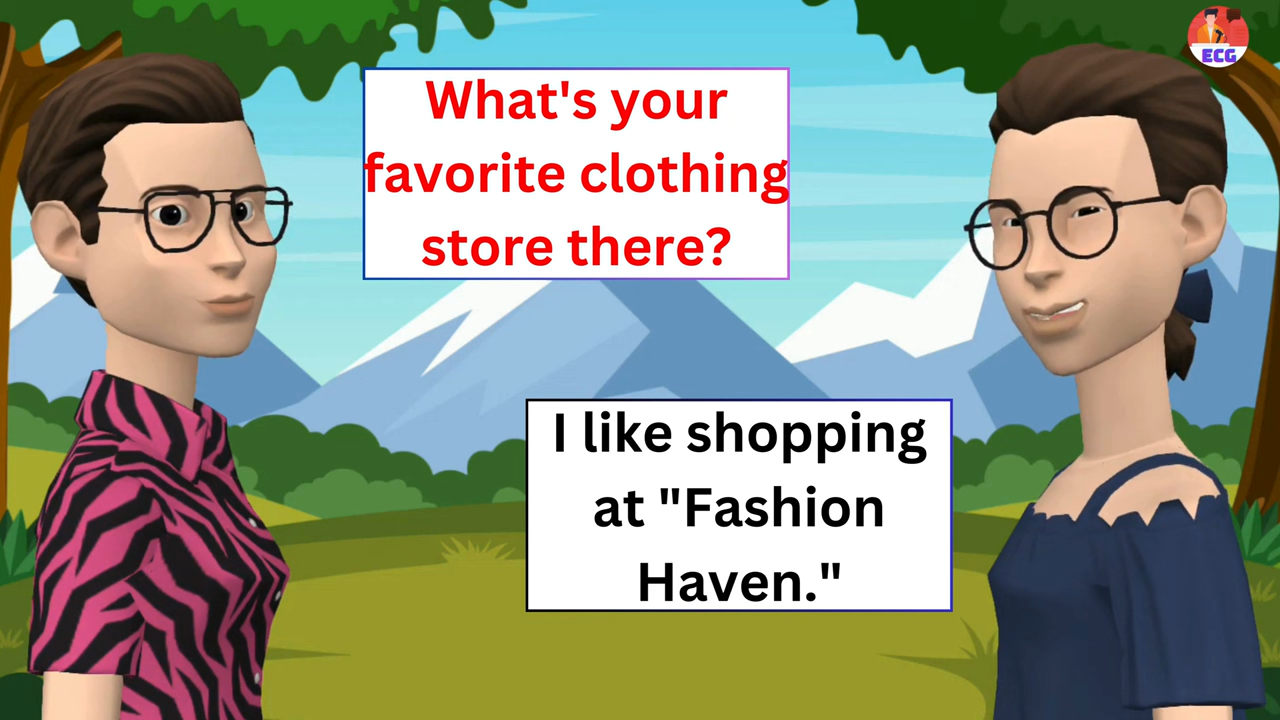 ECG
What's your
favorite clothing
store there?
I like shopping
at "Fashion
Haven."